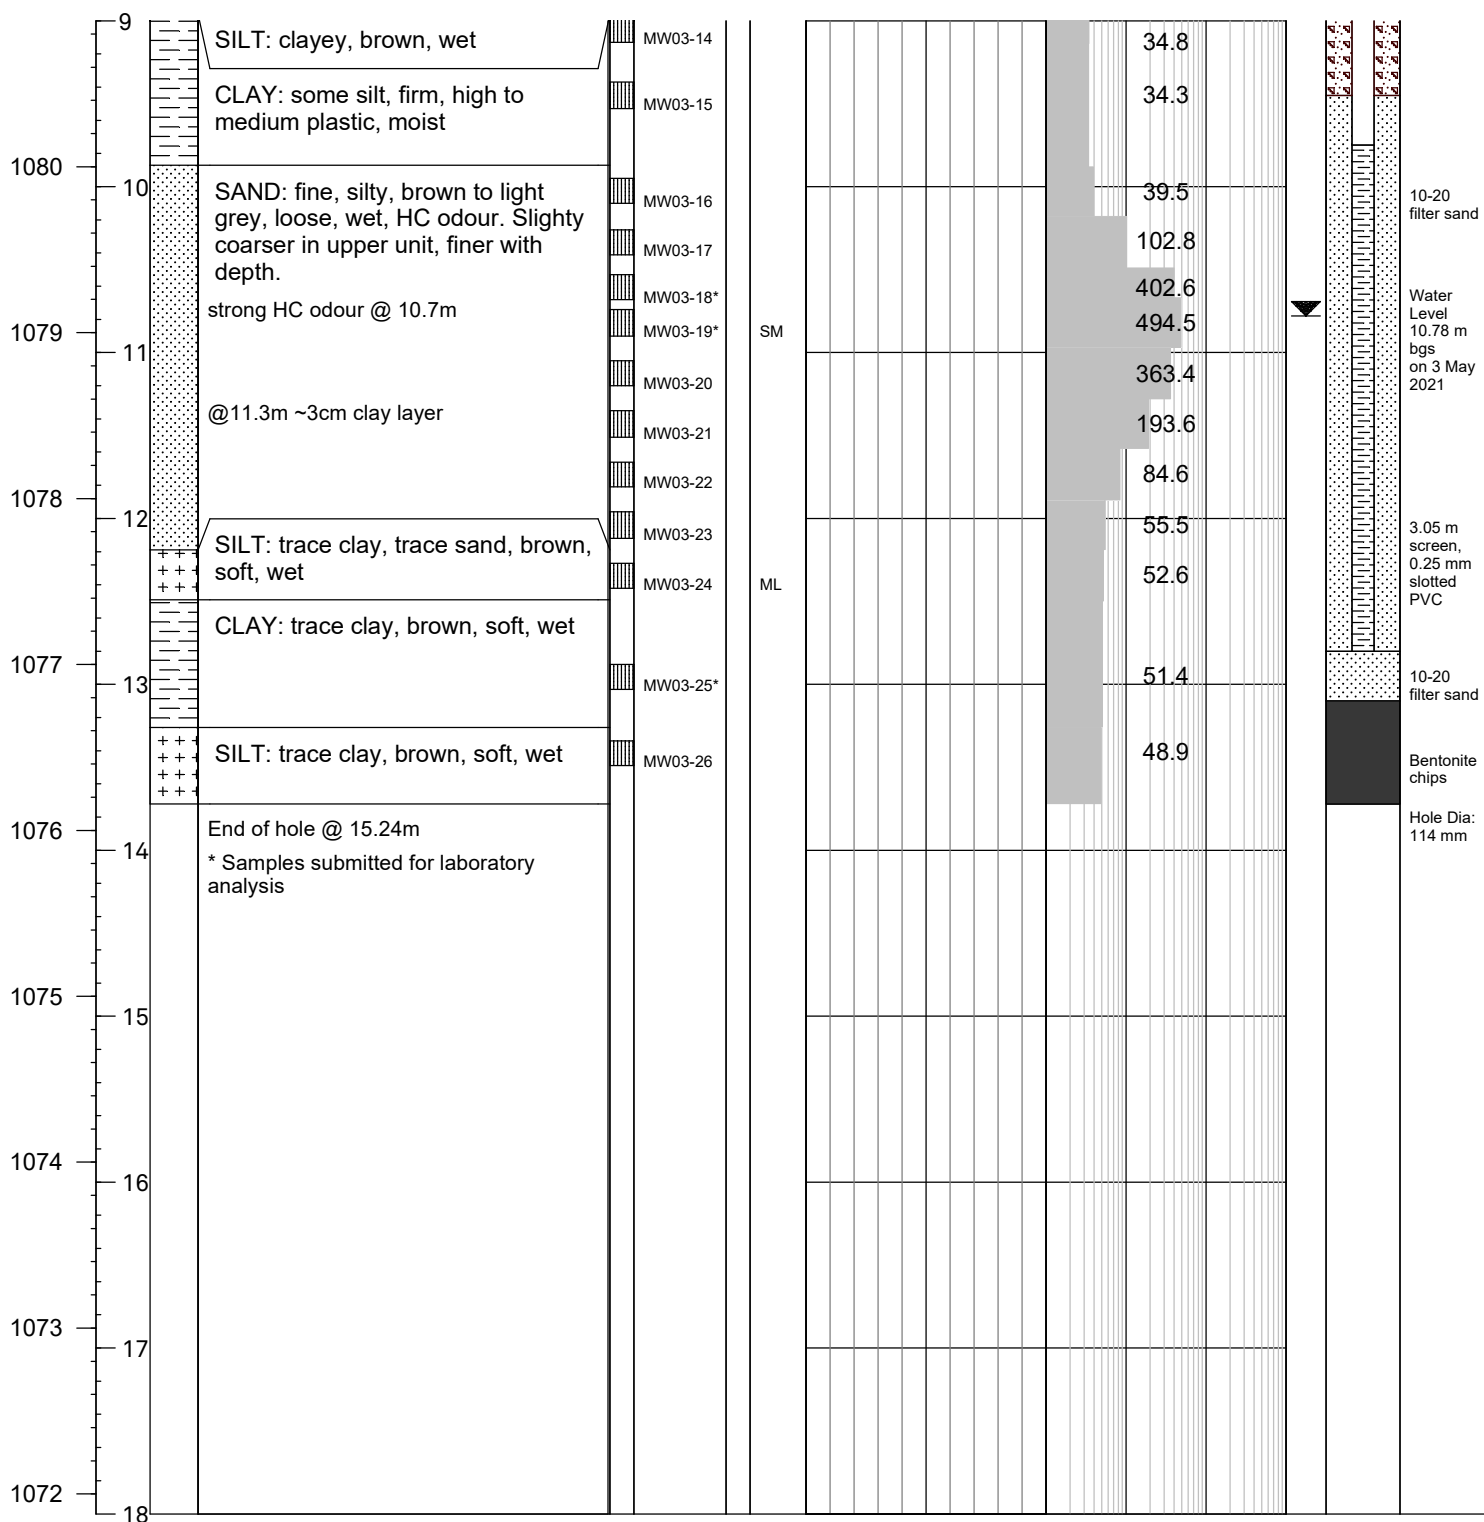 9
SILT: clayey, brown, wet
MW03-14
34.8
CLAY: some silt, firm, high to
medium plastic, moist
MW03-15
34.3
1080
10
SAND: fine, silty, brown to light
grey, loose, wet, HC odour. Slighty
coarser in upper unit, finer with
depth.
MW03-16
39.5
10-20
filter sand
MW03-17
102.8
strong HC odour @ 10.7m
MW03-18*
402.6
Water
Level
10.78 m
bgs
on 3 May
2021
1079
MW03-19*
SM
494.5
11
MW03-20
363.4
@11.3m ~3cm clay layer
MW03-21
193.6
MW03-22
84.6
1078
12
MW03-23
55.5
SILT: trace clay, trace sand, brown,
soft, wet
3.05 m
screen,
0.25 mm
slotted
PVC
MW03-24
ML
52.6
CLAY: trace clay, brown, soft, wet
1077
13
MW03-25*
51.4
10-20
filter sand
SILT: trace clay, brown, soft, wet
MW03-26
48.9
Bentonite
chips
1076
End of hole @ 15.24m
Hole Dia:
114 mm
14
* Samples submitted for laboratory
analysis
1075
15
1074
16
1073
17
1072
18